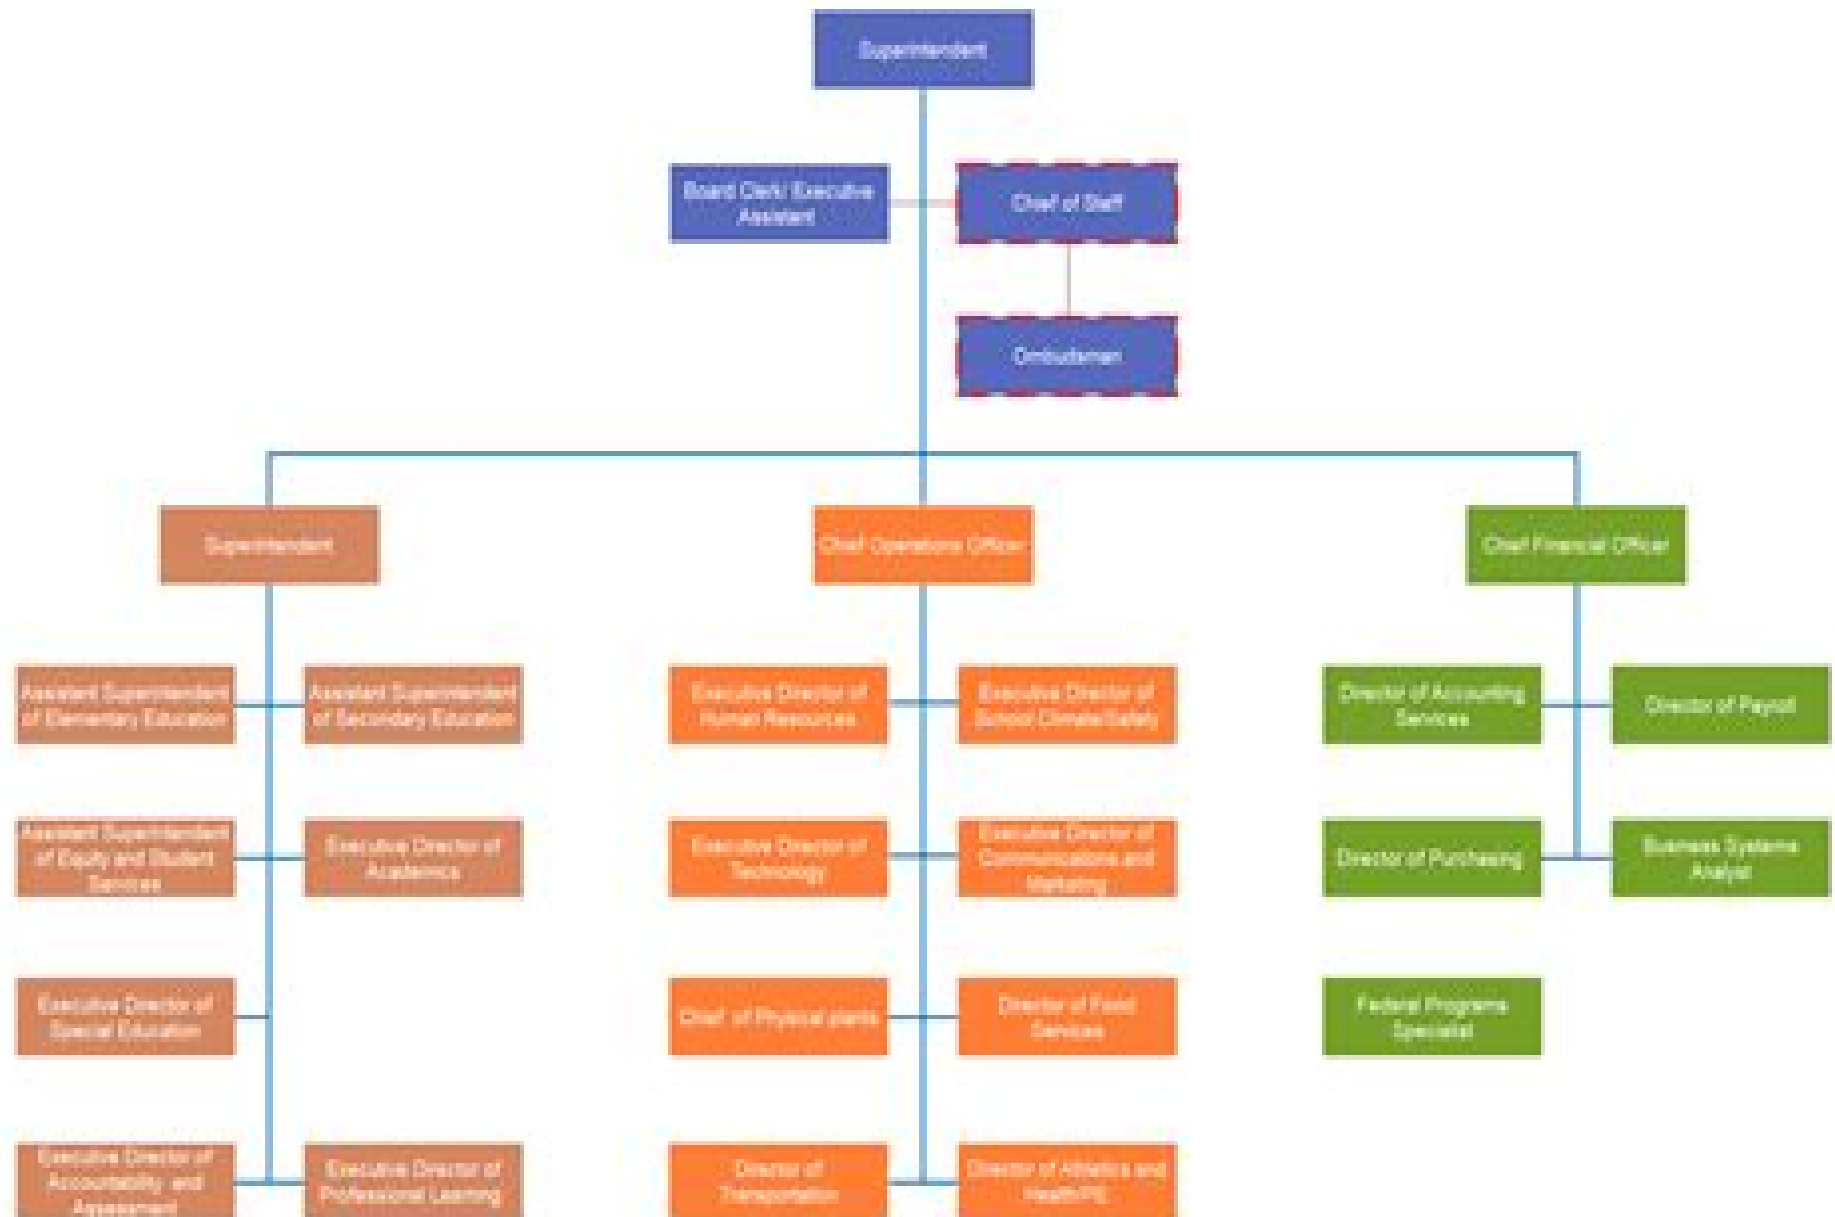 Superintendent
Board Clerk/ Executive
Assistant
Chief of Staff
Ombudsman
Superintendent
Chief Operations Officer
Chief Financial Officer
Assistant Superintendent
of Elementary Education
Assistant Superintendent
of Secondary Education
Executive Director of
Human Resources
Executive Director of
School Climate/Safety
Director of Accounting
Services
Director of Payroll
Assistant Superintendent
of Equity and Student
Services
Executive Director of
Academics
Executive Director of
Technology
Executive Director of
Communications and
Marketing
Director of Purchasing
Business Systems
Analyst
Executive Director of
Special Education
Chief of Physical plants
Director of Food
Services
Federal Programs
Specialist
Executive Director of
Accountability and
Assessment
Executive Director of
Professional Learning
Director of
Transportation
Director of Athletics and
Health/PE